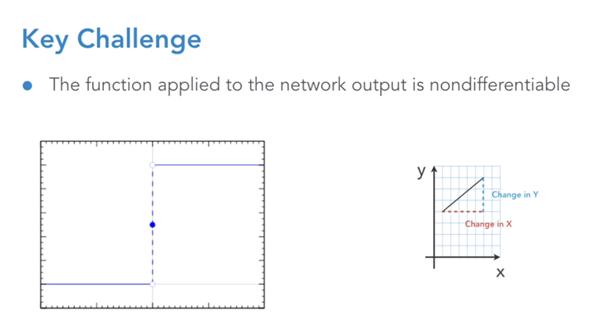 Key Challenge
The function applied to the network output is nondifferentiable
y
Change in Y
Change in X
x